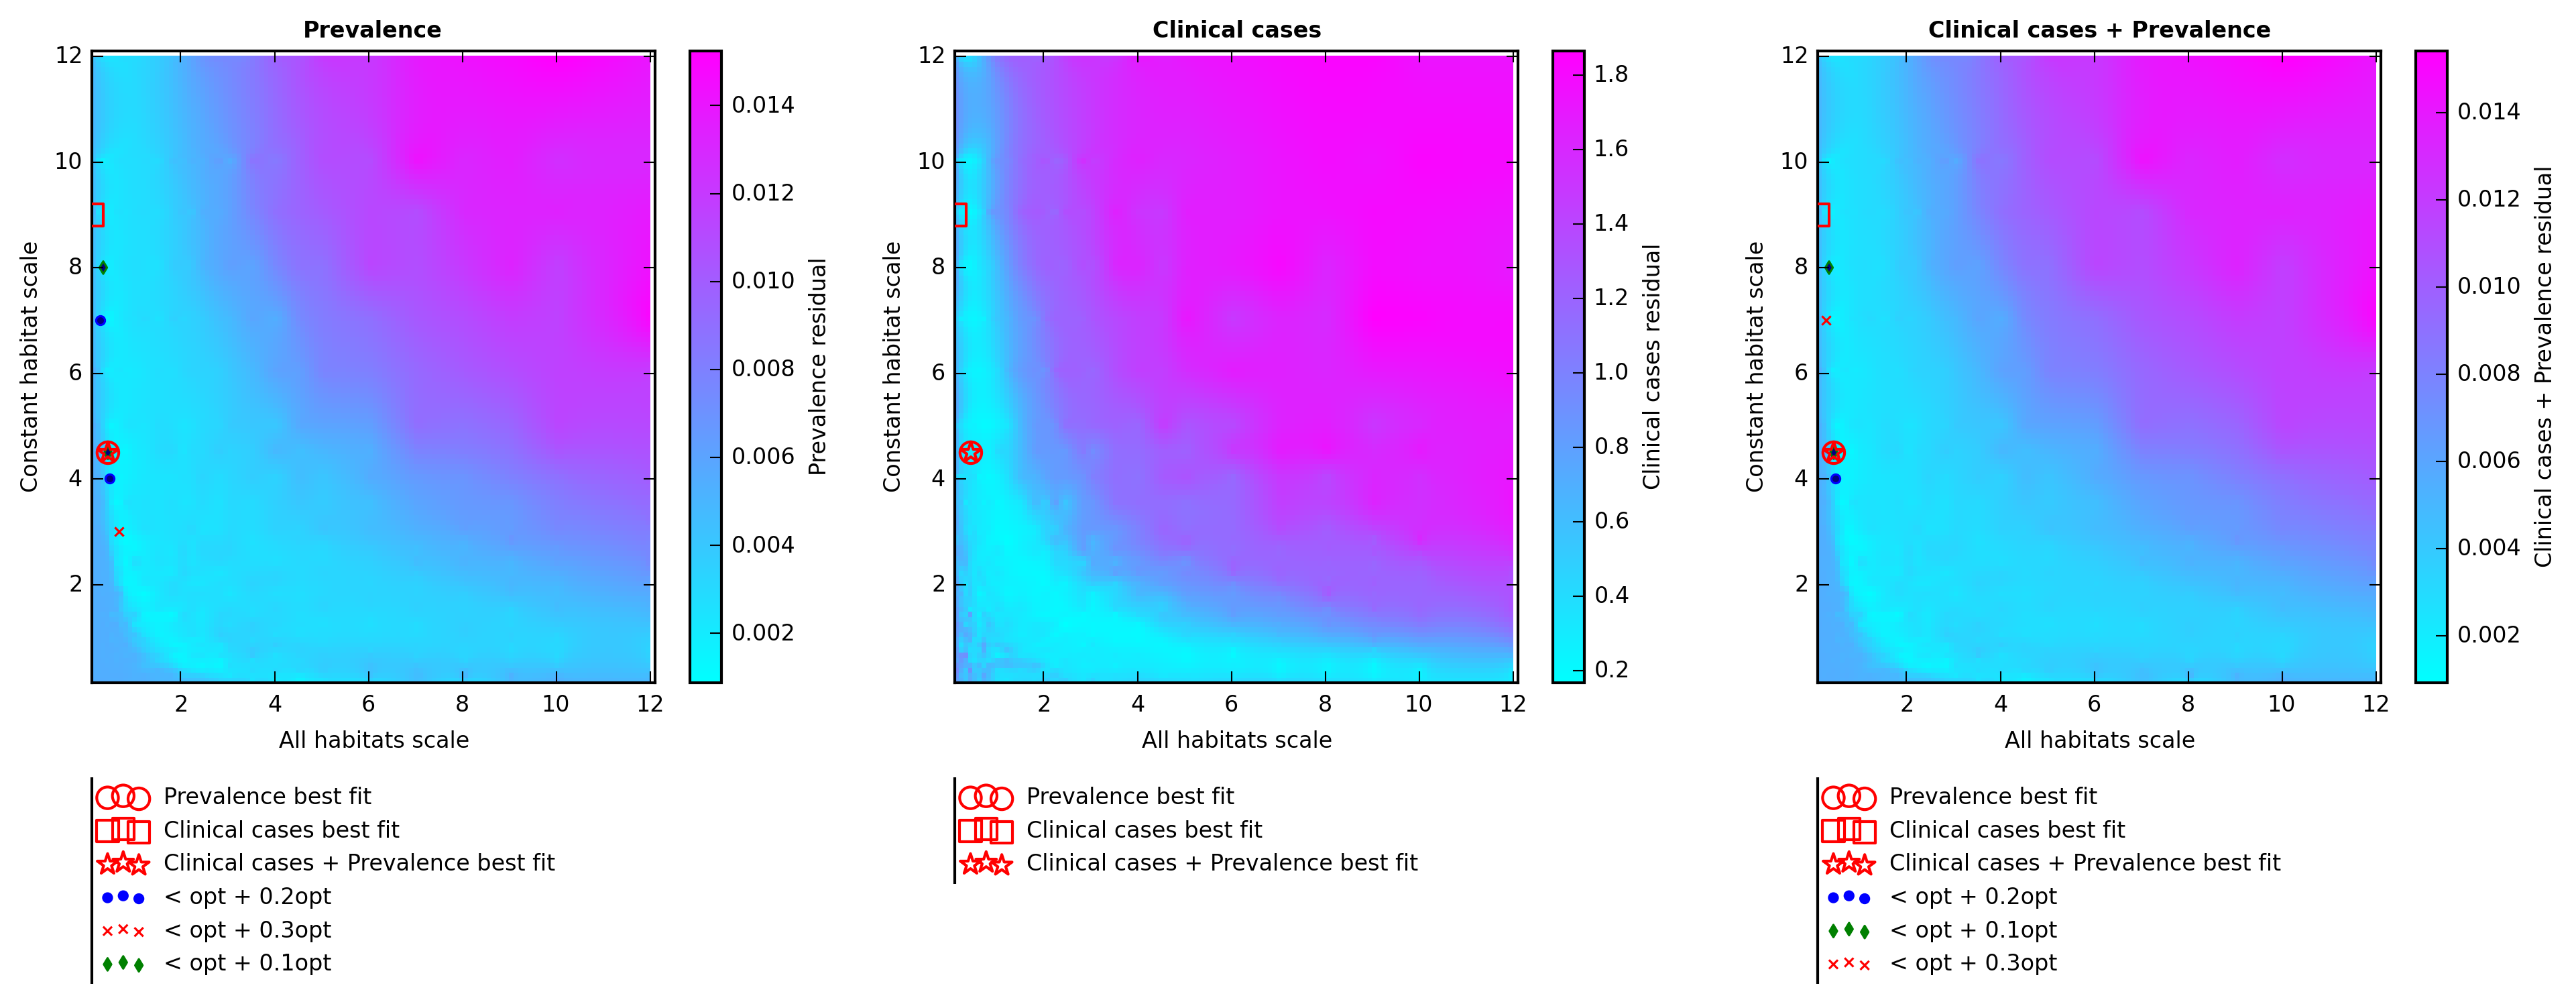 Prevalence
12
10
8
6
4
2
Constant habitat scale
2 4 6 8 10 12
All habitats scale
0.014
0.012
0.010
0.008
0.006
0.004
0.002
Prevalence residual
Prevalence best fit
Clinical cases best fit
Clinical cases + Prevalence best fit
< opt + 0.2opt
< opt + 0.3opt
< opt + 0.1opt
Clinical cases
12
10
8
6
4
2
Constant habitat scale
2 4 6 8 10 12
All habitats scale
1.8
1.6
1.4
1.2
1.0
0.8
0.6
0.4
0.2
Clinical cases residual
Prevalence best fit
Clinical cases best fit
Clinical cases + Prevalence best fit
Clinical cases + Prevalence
12
10
8
6
4
2
Constant habitat scale
2 4 6 8 10 12
All habitats scale
0.014
0.012
0.010
0.008
0.006
0.004
0.002
Clinical cases + Prevalence residual
Prevalence best fit
Clinical cases best fit
Clinical cases + Prevalence best fit
< opt + 0.2opt
< opt + 0.1opt
< opt + 0.3opt